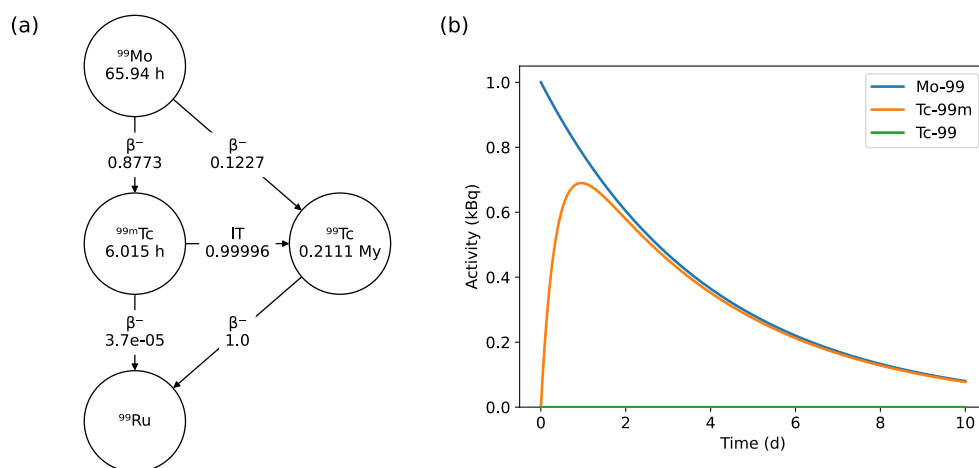 (a)
⁹⁹Mo
65.94 h
β⁻
0.8773
β⁻
0.1227
⁹⁹ᵐTc
6.015 h
IT
0.99996
⁹⁹Tc
0.2111 My
β⁻
3.7e-05
β⁻
1.0
⁹⁹Ru
(b)
Mo-99
Tc-99m
Tc-99
Activity (kBq)
1.0
0.8
0.6
0.4
0.2
0.0
0 2 4 6 8 10
Time (d)